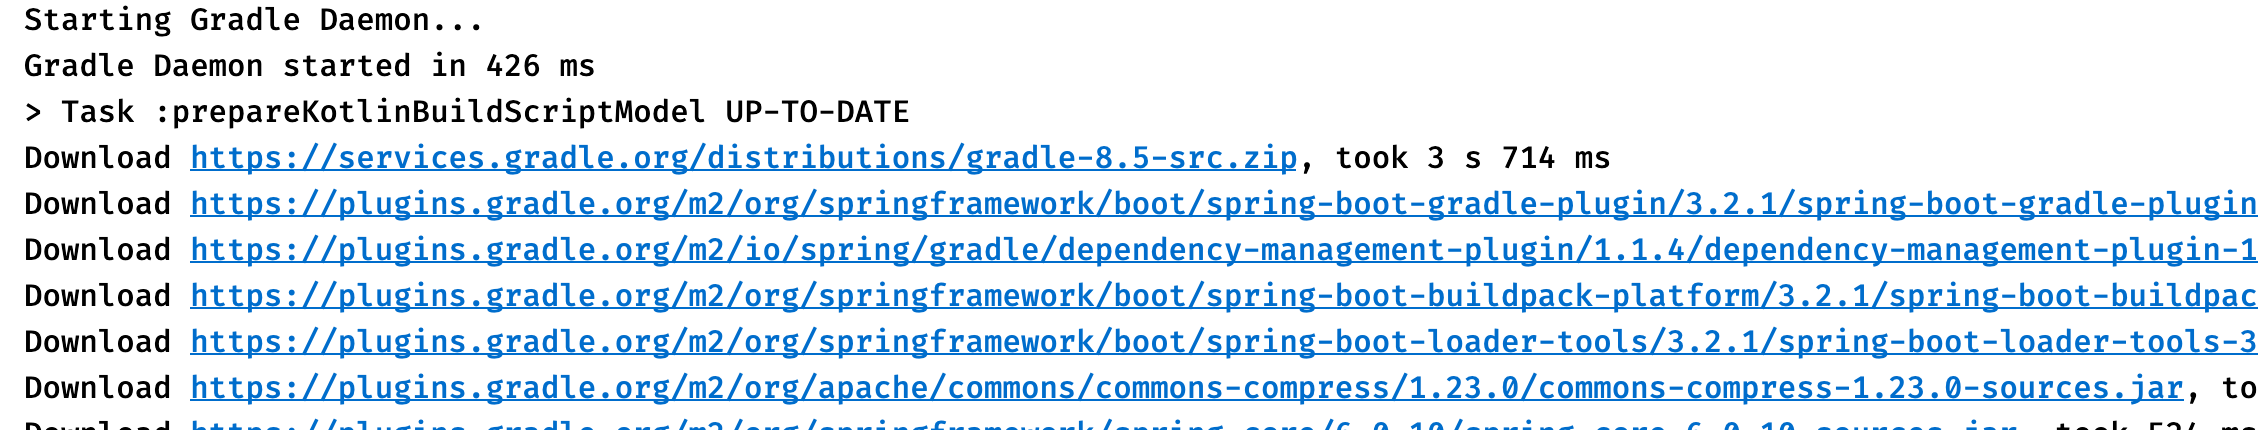 Starting Gradle Daemon...
Gradle Daemon started in 426 ms
> Task :prepareKotlinBuildScriptModel UP-TO-DATE
Download https://services.gradle.org/distributions/gradle-8.5-src.zip, took 3 s 714 ms
Download https://plugins.gradle.org/m2/org/springframework/boot/spring-boot-gradle-plugin/3.2.1/spring-boot-gradle-plugin
Download https://plugins.gradle.org/m2/io/spring/gradle/dependency-management-plugin/1.1.4/dependency-management-plugin-1
Download https://plugins.gradle.org/m2/org/springframework/boot/spring-boot-buildpack-platform/3.2.1/spring-boot-buildpac
Download https://plugins.gradle.org/m2/org/springframework/boot/spring-boot-loader-tools/3.2.1/spring-boot-loader-tools-3
Download https://plugins.gradle.org/m2/org/apache/commons/commons-compress/1.23.0/commons-compress-1.23.0-sources.jar, to
Download